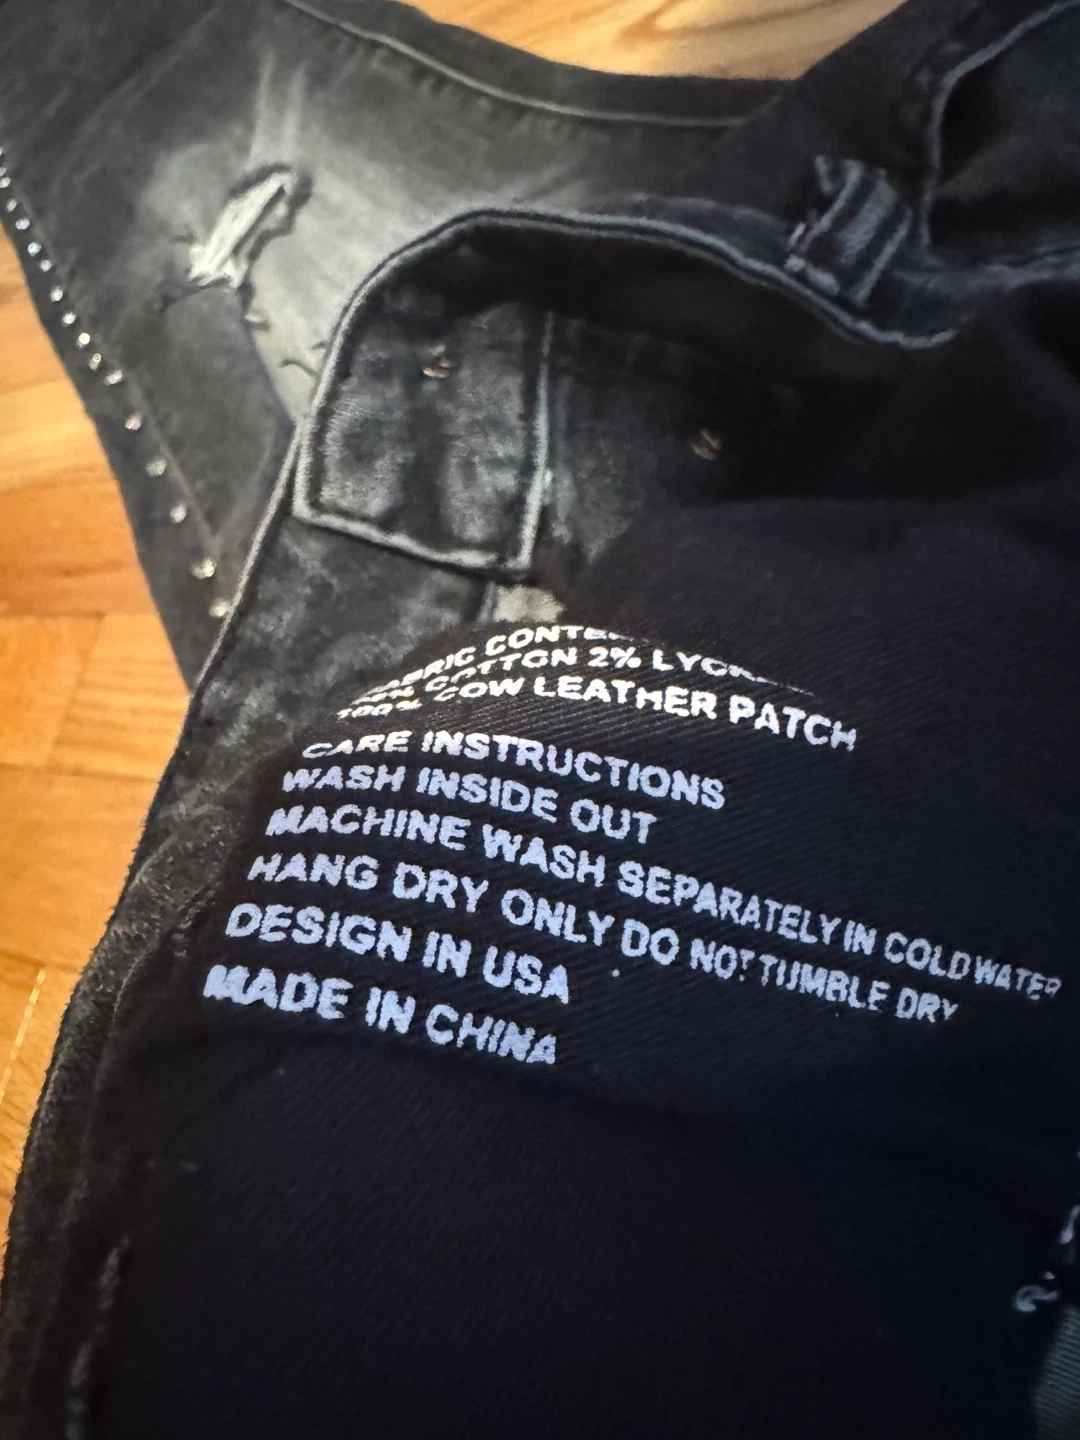 FABRIC CONTE
COTTON 2% LYCRA
100% COW LEATHER PATCH
CARE INSTRUCTIONS
WASH INSIDE OUT
MACHINE WASH SEPARATELY IN COLD WATER
HANG DRY ONLY DO NOT TUMBLE DRY
DESIGN IN USA
MADE IN CHINA